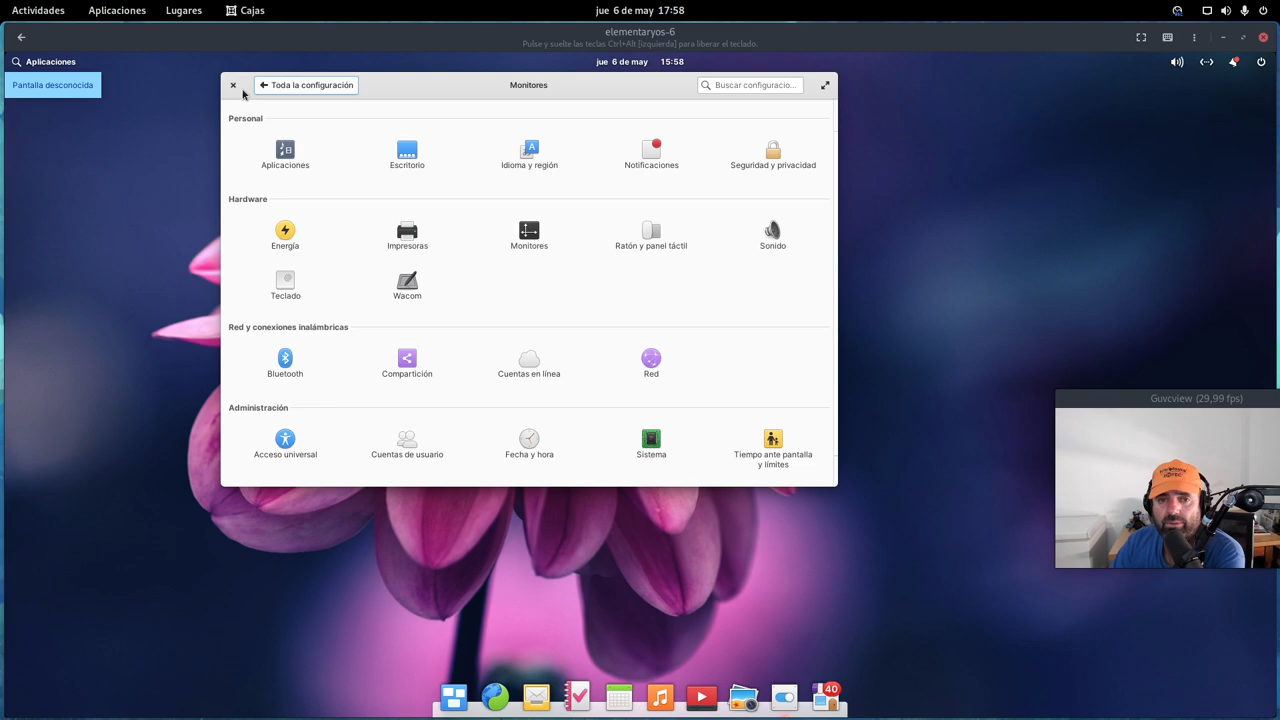 Actividades Aplicaciones Lugares Cajas jue 6 de may 17:58
elementaryos-6
Pulse y suelte las teclas Ctrl+Alt [izquierda] para liberar el teclado.
Aplicaciones jue 6 de may 15:58
Pantalla desconocida
Toda la configuración Monitores Buscar configuracio...
Personal
Aplicaciones Escritorio Idioma y región Notificaciones Seguridad y privacidad
Hardware
Energía Impresoras Monitores Ratón y panel táctil Sonido
Teclado Wacom
Red y conexiones inalámbricas
Bluetooth Compartición Cuentas en línea Red
Administración
Acceso universal Cuentas de usuario Fecha y hora Sistema Tiempo ante pantalla
y límites
Guvcview (29,99 fps)
40